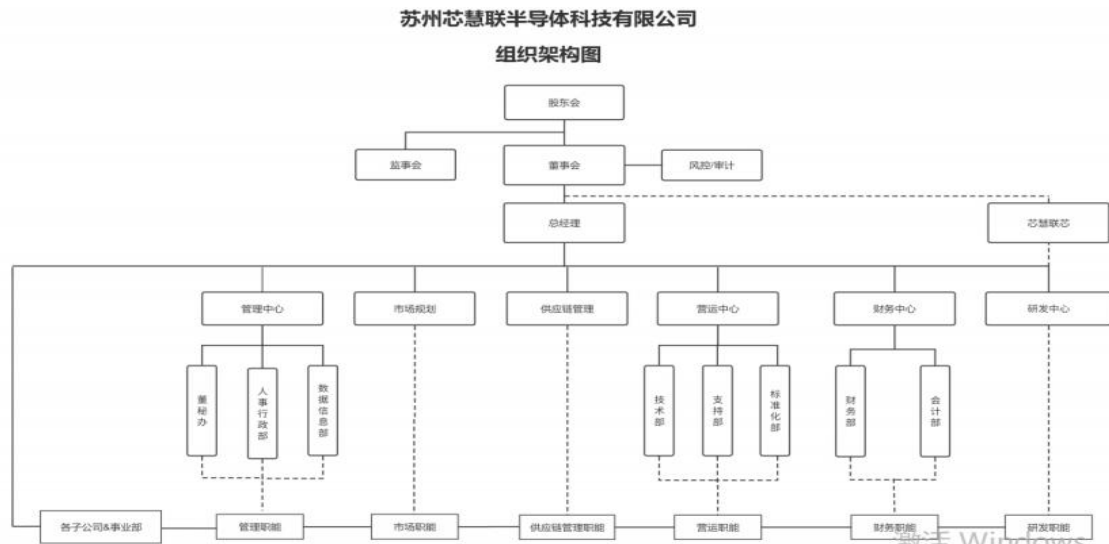 苏州芯慧联半导体科技有限公司
组织架构图
股东会
监事会
董事会
风控/审计
总经理
芯慧联芯
管理中心
市场规划
供应链管理
营运中心
财务中心
研发中心
董秘办
人事行政部
数据信息部
技术部
支持部
标准化部
财务部
会计部
各子公司&事业部
管理职能
市场职能
供应链管理职能
营运职能
财务职能
研发职能
激活 Windows